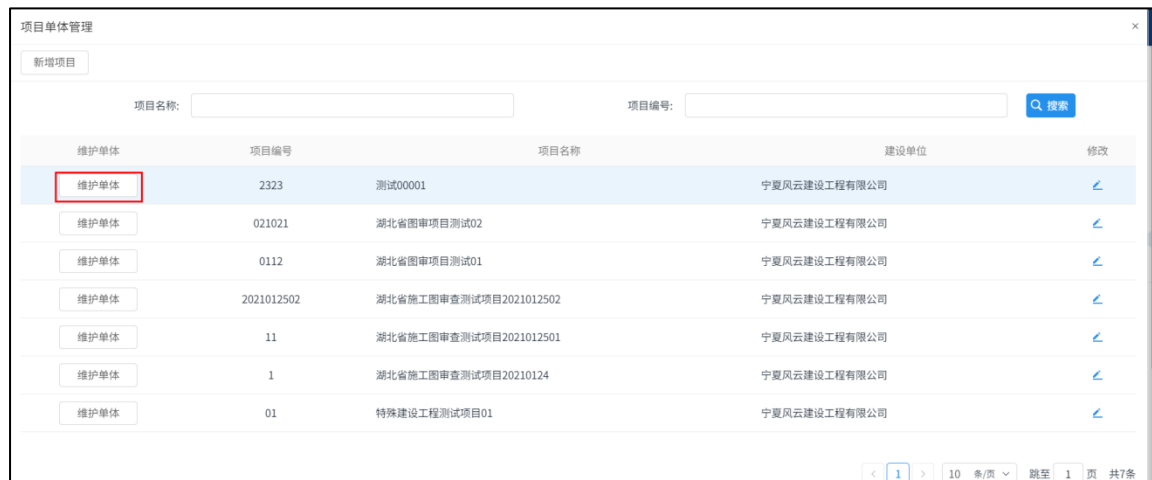 项目单体管理 ×
新增项目
项目名称: 项目编号: 搜索
维护单体 项目编号 项目名称 建设单位 修改
维护单体 2323 测试00001 宁夏风云建设工程有限公司
维护单体 021021 湖北省图审项目测试02 宁夏风云建设工程有限公司
维护单体 0112 湖北省图审项目测试01 宁夏风云建设工程有限公司
维护单体 2021012502 湖北省施工图审查测试项目2021012502 宁夏风云建设工程有限公司
维护单体 11 湖北省施工图审查测试项目2021012501 宁夏风云建设工程有限公司
维护单体 1 湖北省施工图审查测试项目20210124 宁夏风云建设工程有限公司
维护单体 01 特殊建设工程测试项目01 宁夏风云建设工程有限公司
< 1 > 10 条/页 跳至 1 页 共7条